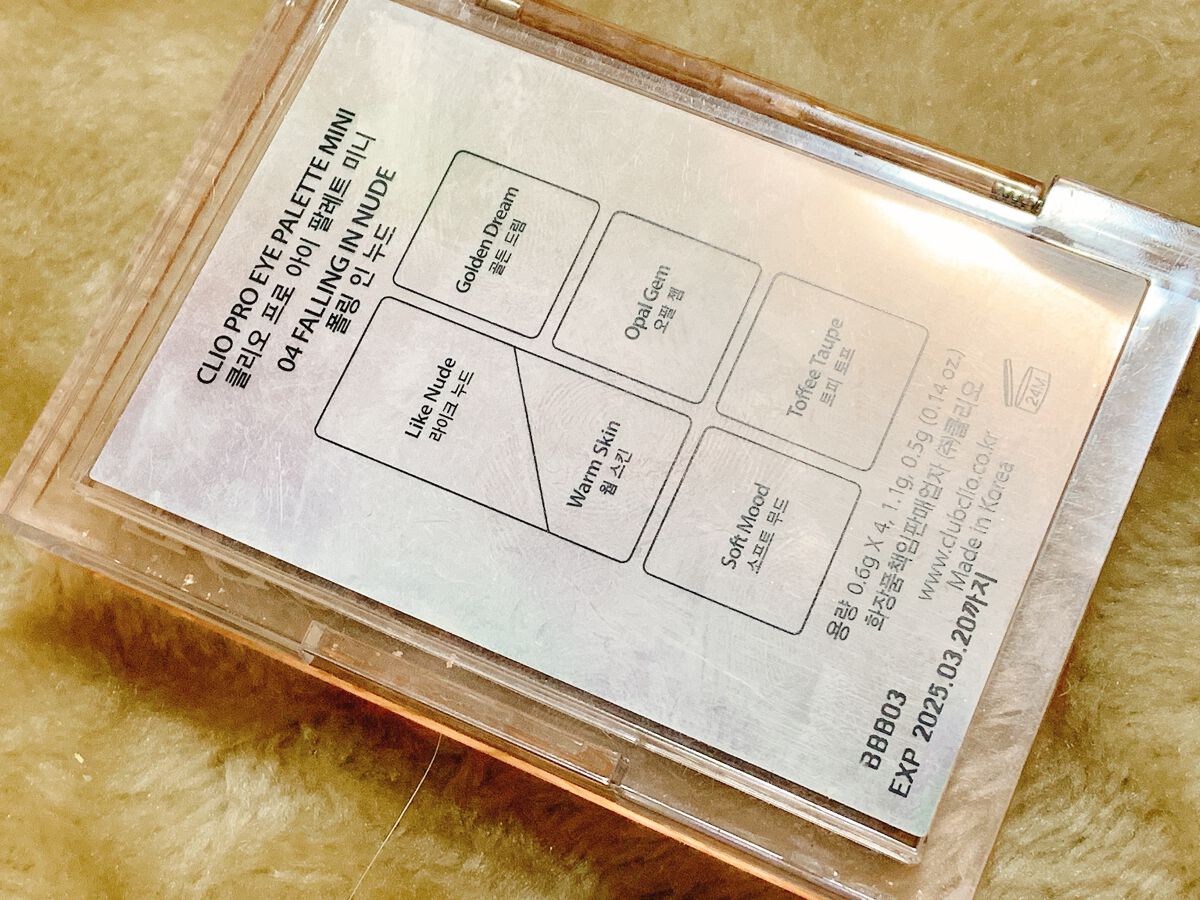 CLIO PRO EYE PALETTE MINI
클리오 프로 아이 팔레트 미니
04 FALLING IN NUDE
폴링 인 누드
Like Nude
라이크 누드
Golden Dream
골든 드림
Warm Skin
웜 스킨
Opal Gem
오팔 젬
Soft Mood
소프트 무드
Toffee Taupe
토피 토프
용량 0.6g X 4, 1.1g, 0.5g (0.14 oz.)
화장품책임판매업자 ㈜클리오
www.clubclio.co.kr
Made in Korea
24M
BBB03
EXP 2025.03.20까지